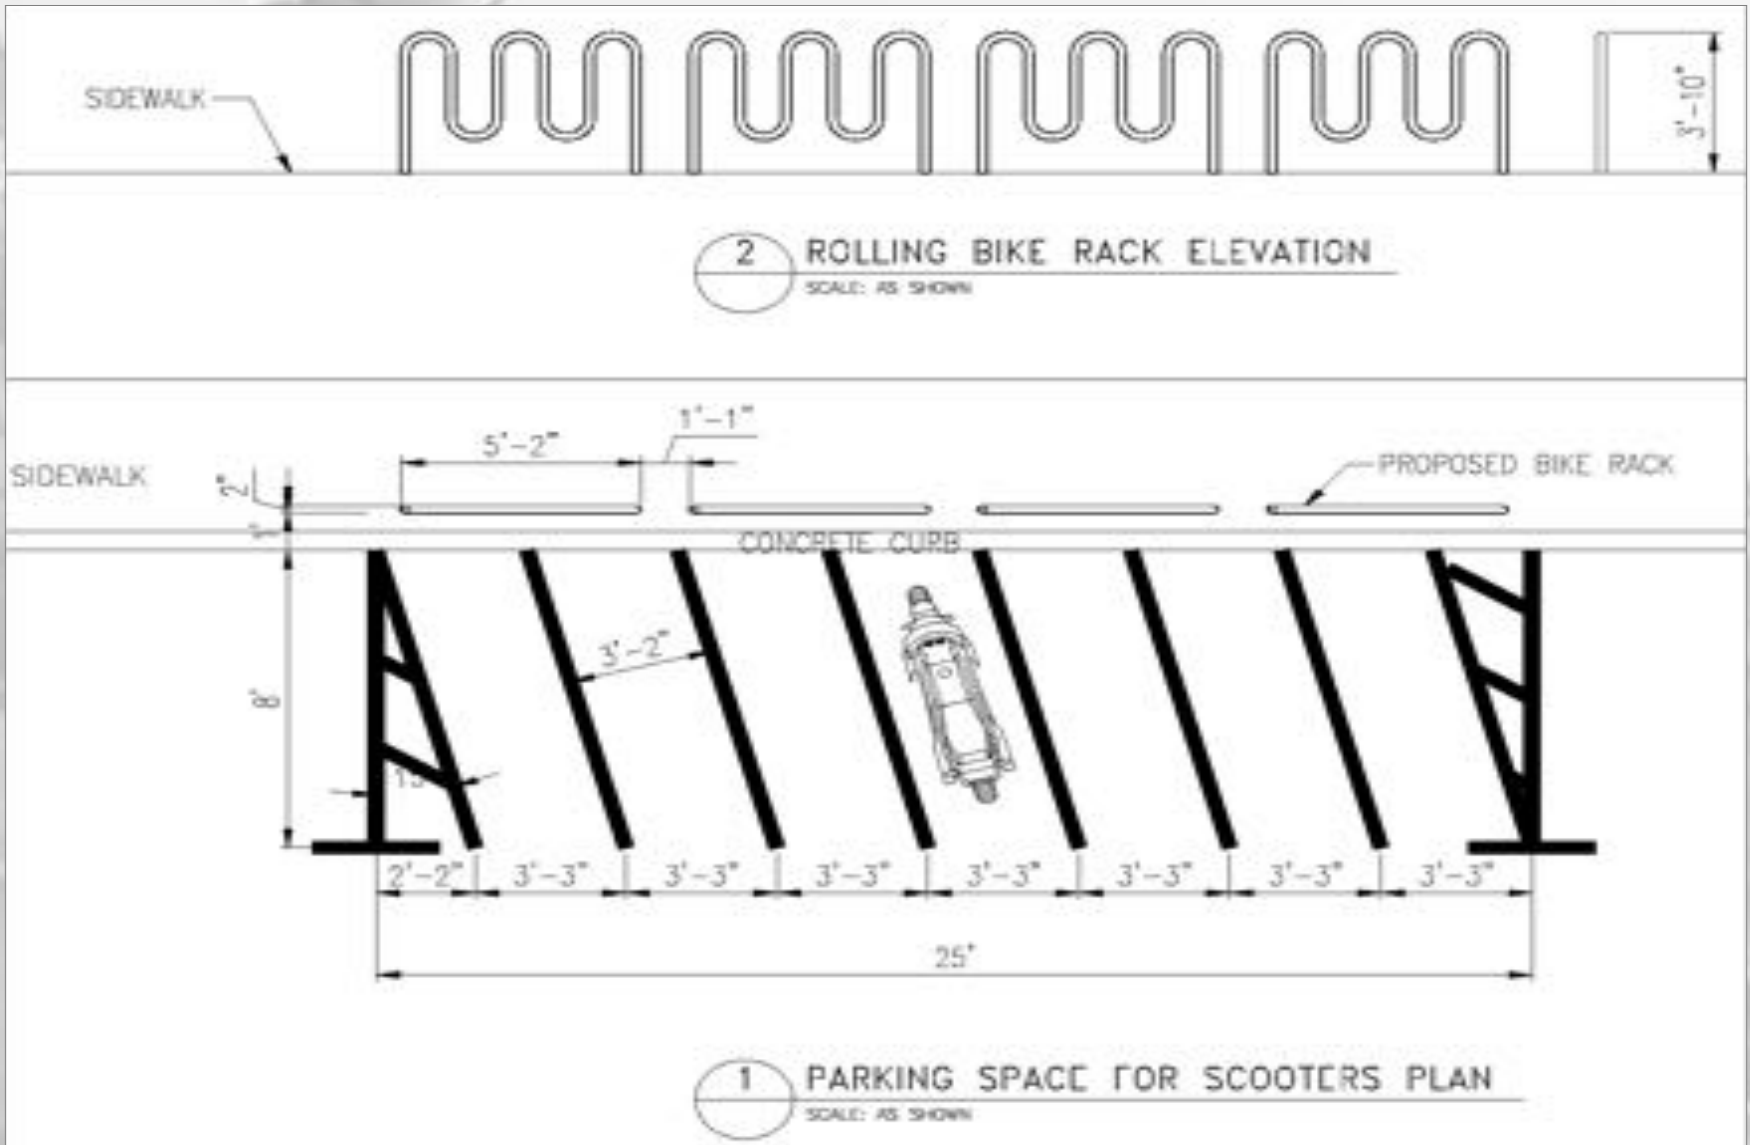 SIDEWALK
3'-10"
2 ROLLING BIKE RACK ELEVATION
SCALE: AS SHOWN
1'-1"
5'-2"
SIDEWALK
PROPOSED BIKE RACK
2"
1'
CONCRETE CURB
3'-2"
8'
2'-2" 3'-3" 3'-3" 3'-3" 3'-3" 3'-3" 3'-3" 3'-3"
25'
1 PARKING SPACE FOR SCOOTERS PLAN
SCALE: AS SHOWN